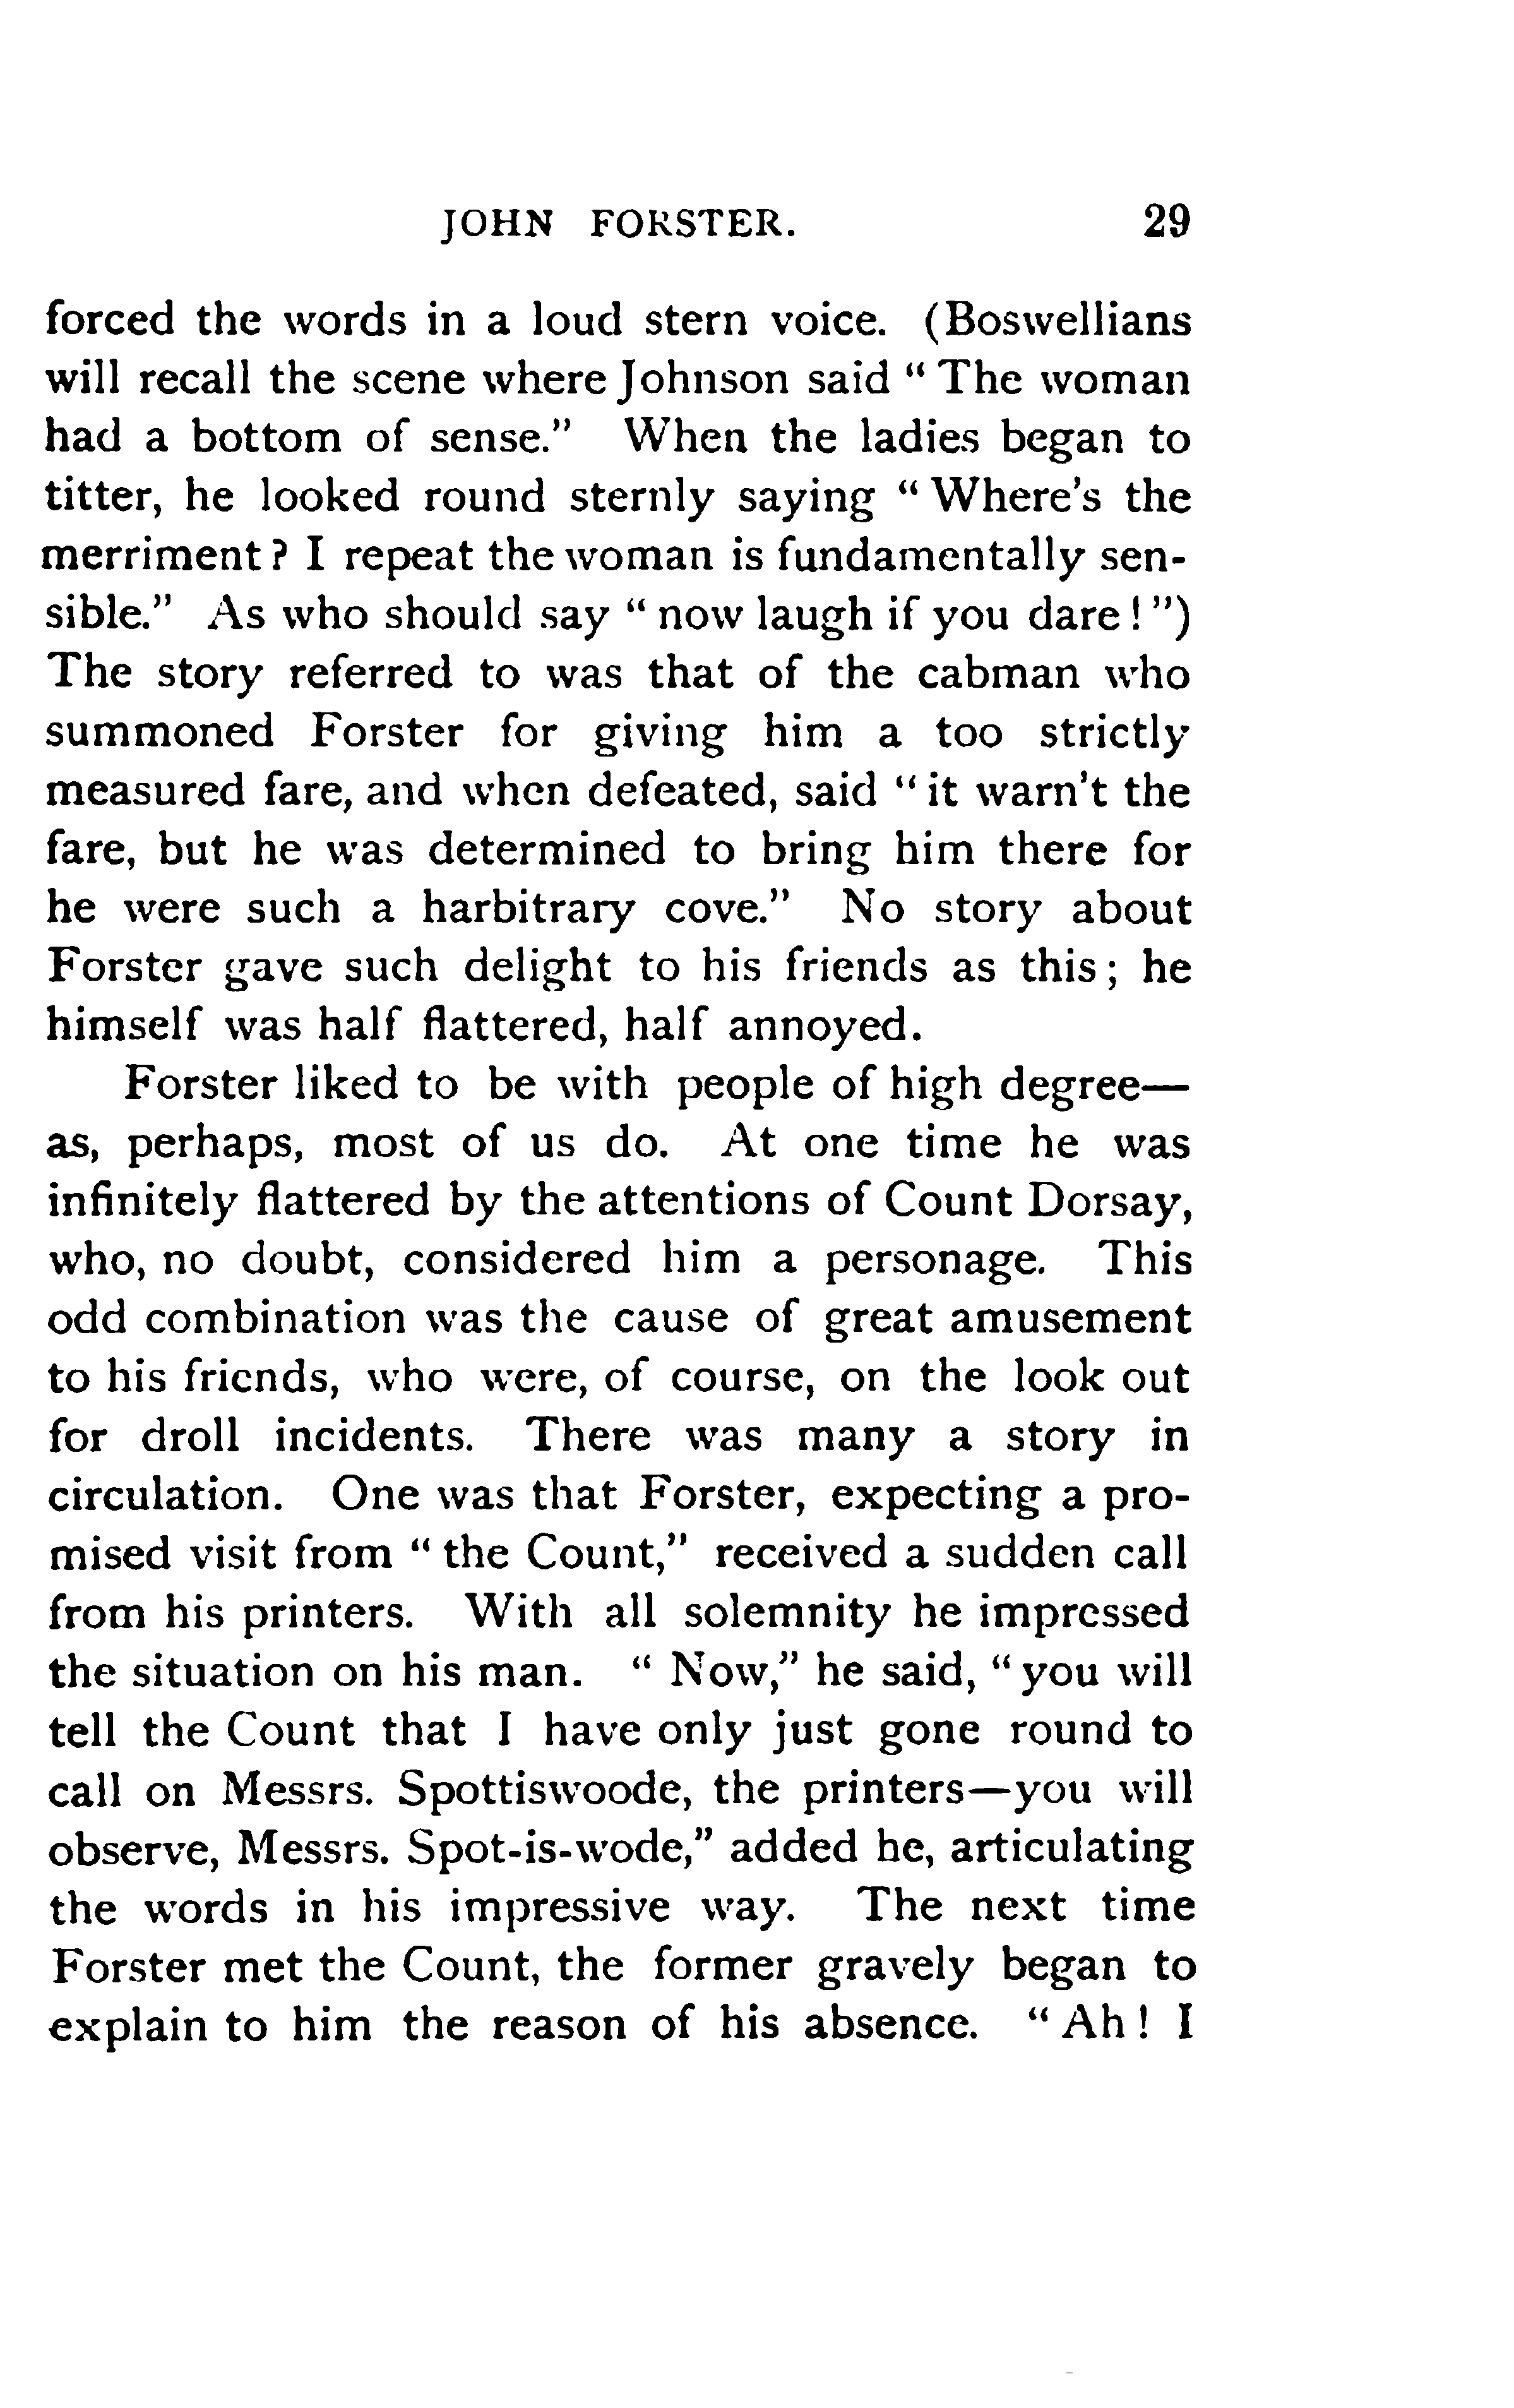 JOHN FORSTER. 29
forced the words in a loud stern voice. (Boswellians
will recall the scene where Johnson said “ The woman
had a bottom of sense.” When the ladies began to
titter, he looked round sternly saying “ Where's the
merriment ? I repeat the woman is fundamentally sen-
sible.” As who should say “ now laugh if you dare ! ”)
The story referred to was that of the cabman who
summoned Forster for giving him a too strictly
measured fare, and when defeated, said “ it warn't the
fare, but he was determined to bring him there for
he were such a harbitrary cove.” No story about
Forster gave such delight to his friends as this ; he
himself was half flattered, half annoyed.
Forster liked to be with people of high degree—
as, perhaps, most of us do. At one time he was
infinitely flattered by the attentions of Count Dorsay,
who, no doubt, considered him a personage. This
odd combination was the cause of great amusement
to his friends, who were, of course, on the look out
for droll incidents. There was many a story in
circulation. One was that Forster, expecting a pro-
mised visit from “ the Count,” received a sudden call
from his printers. With all solemnity he impressed
the situation on his man. “ Now,” he said, “ you will
tell the Count that I have only just gone round to
call on Messrs. Spottiswoode, the printers—you will
observe, Messrs. Spot-is-wode,” added he, articulating
the words in his impressive way. The next time
Forster met the Count, the former gravely began to
explain to him the reason of his absence. “ Ah ! I